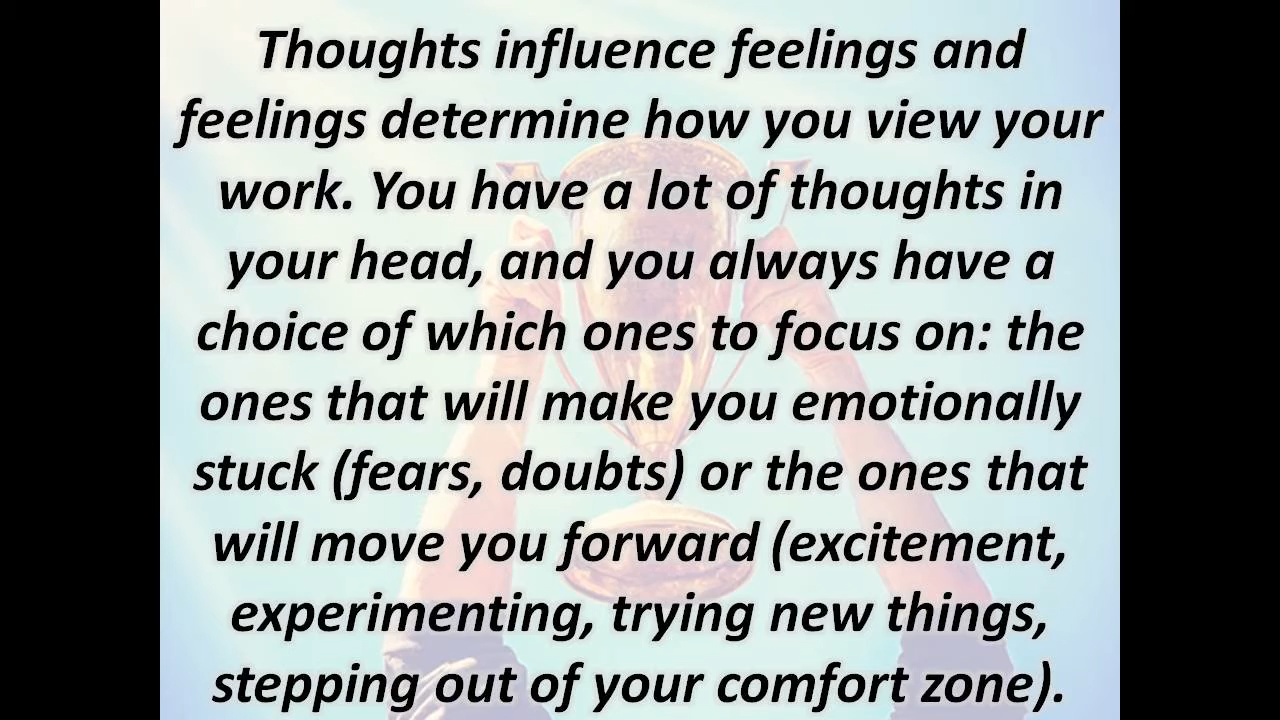 Thoughts influence feelings and
feelings determine how you view your
work. You have a lot of thoughts in
your head, and you always have a
choice of which ones to focus on: the
ones that will make you emotionally
stuck (fears, doubts) or the ones that
will move you forward (excitement,
experimenting, trying new things,
stepping out of your comfort zone).